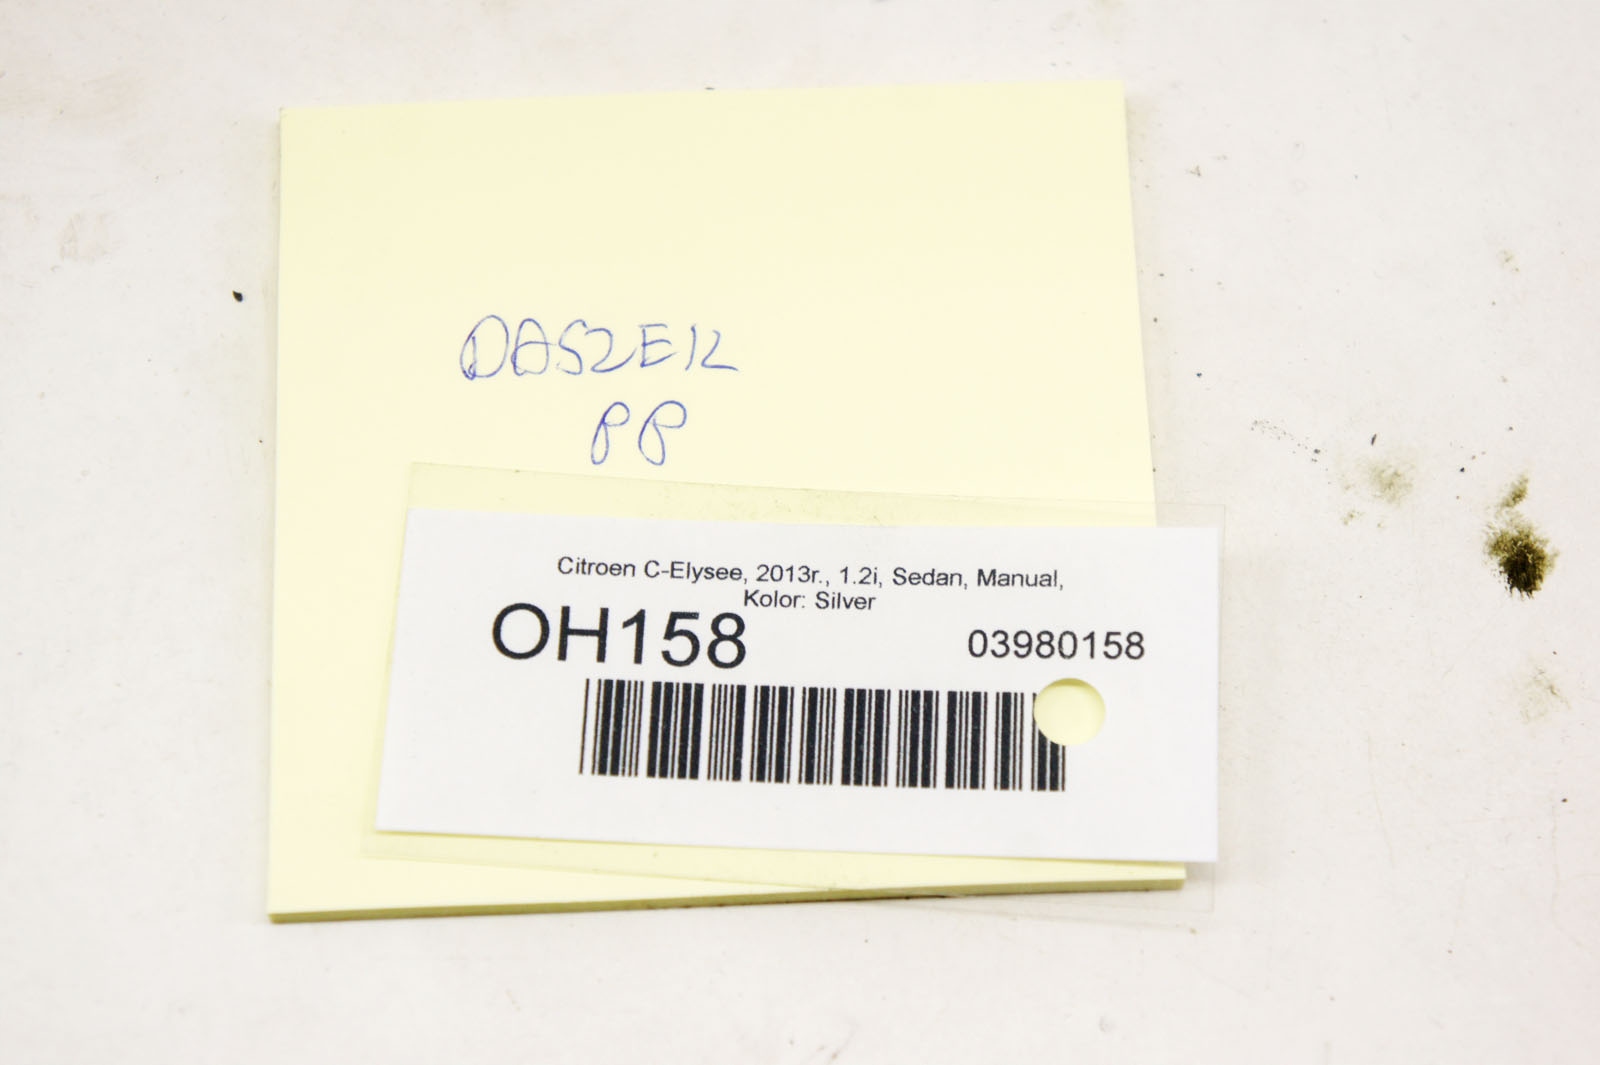 DASZEK
PP
Citroen C-Elysee, 2013r., 1.2i, Sedan, Manual,
Kolor: Silver
OH158
03980158